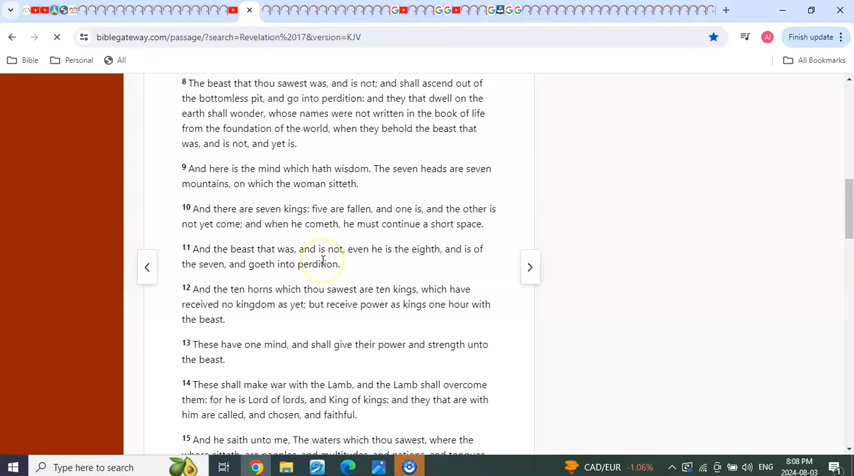 biblegateway.com/passage/?search=Revelation%2017&version=KJV
AI
Finish update
Bible
Personal
All
All Bookmarks
8 The beast that thou sawest was, and is not; and shall ascend out of
the bottomless pit, and go into perdition: and they that dwell on the
earth shall wonder, whose names were not written in the book of life
from the foundation of the world, when they behold the beast that
was, and is not, and yet is.
9 And here is the mind which hath wisdom. The seven heads are seven
mountains, on which the woman sitteth.
10 And there are seven kings: five are fallen, and one is, and the other is
not yet come; and when he cometh, he must continue a short space.
11 And the beast that was, and is not, even he is the eighth, and is of
the seven, and goeth into perdition.
12 And the ten horns which thou sawest are ten kings, which have
received no kingdom as yet; but receive power as kings one hour with
the beast.
13 These have one mind, and shall give their power and strength unto
the beast.
14 These shall make war with the Lamb, and the Lamb shall overcome
them: for he is Lord of lords, and King of kings: and they that are with
him are called, and chosen, and faithful.
15 And he saith unto me, The waters which thou sawest, where the
whore sitteth, are peoples, and multitudes, and nations, and tongues.
Type here to search
CAD/EUR -1.06%
8:08 PM
2024-08-03